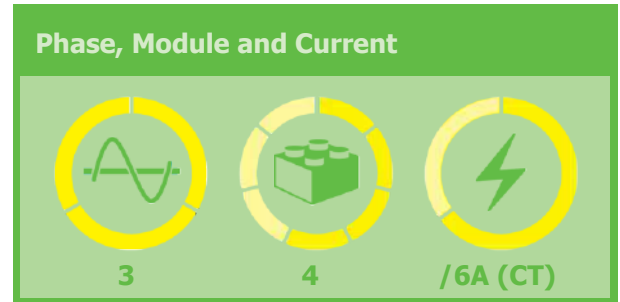 Phase, Module and Current
3 4 /6A (CT)